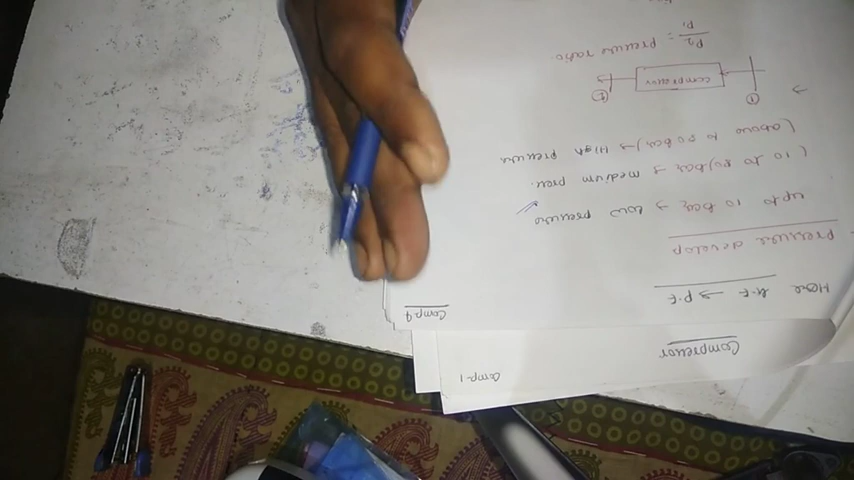 Compressor
Comp-1
Comp-4
Here K.E → P.E
Pressure develop
upto 10 bar → low pressure
(10 to 80) bar → medium pres.
(above to 80 bar) → High pressure
→
① compressor ②
P2/P1 = Pressure ratio